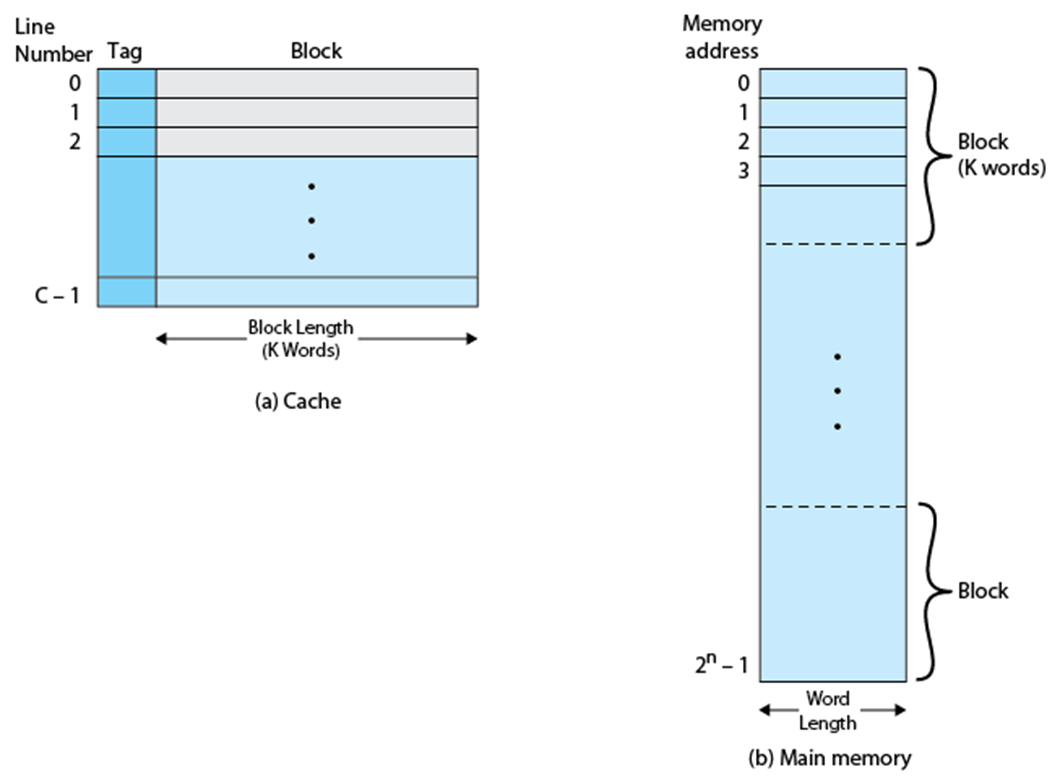 Line
Number Tag Block
0
1
2
C – 1
Block Length
(K Words)
(a) Cache
Memory
address
0
1
2
3
Block
(K words)
Block
2ⁿ – 1
Word
Length
(b) Main memory